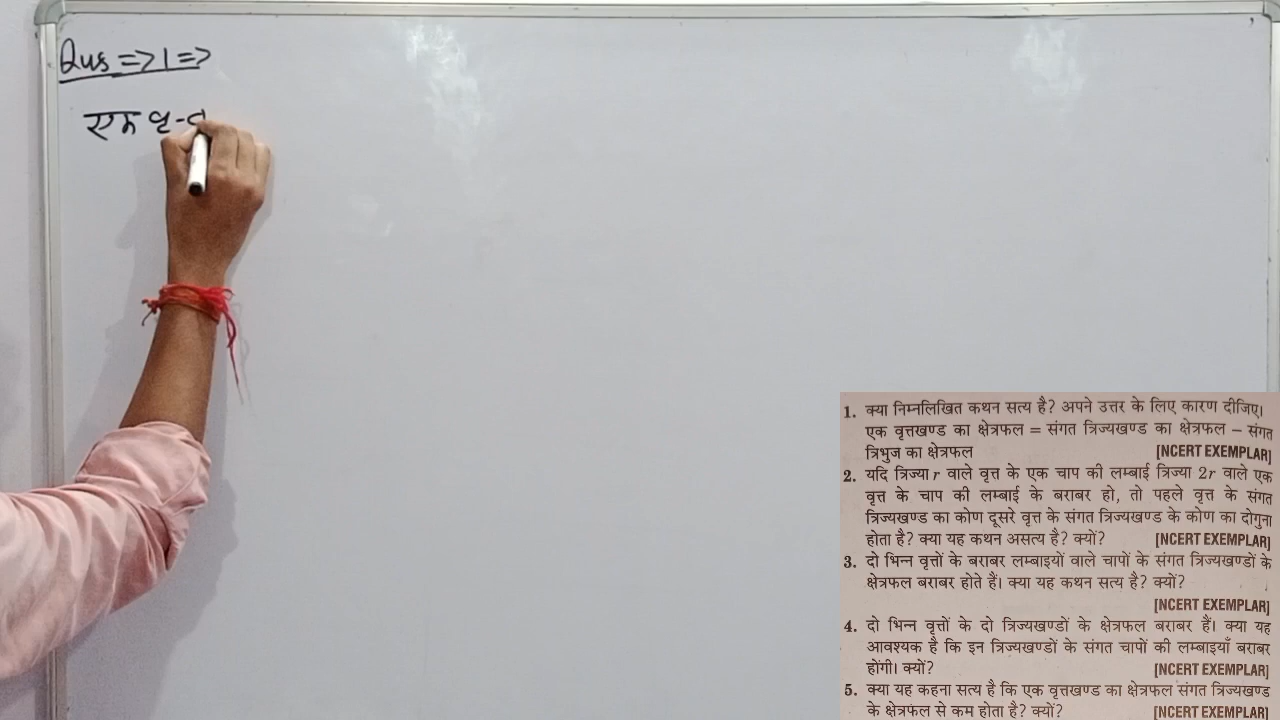 Qus => 1 =>
एक वृ-त
1. क्या निम्नलिखित कथन सत्य है? अपने उत्तर के लिए कारण दीजिए।
एक वृत्तखण्ड का क्षेत्रफल = संगत त्रिज्यखण्ड का क्षेत्रफल − संगत
त्रिभुज का क्षेत्रफल [NCERT EXEMPLAR]
2. यदि त्रिज्या r वाले वृत्त के एक चाप की लम्बाई त्रिज्या 2r वाले एक
वृत्त के चाप की लम्बाई के बराबर हो, तो पहले वृत्त के संगत
त्रिज्यखण्ड का कोण दूसरे वृत्त के संगत त्रिज्यखण्ड के कोण का दोगुना
होता है? क्या यह कथन असत्य है? क्यों? [NCERT EXEMPLAR]
3. दो भिन्न वृत्तों के बराबर लम्बाइयों वाले चापों के संगत त्रिज्यखण्डों के
क्षेत्रफल बराबर होते हैं। क्या यह कथन सत्य है? क्यों?
[NCERT EXEMPLAR]
4. दो भिन्न वृत्तों के दो त्रिज्यखण्डों के क्षेत्रफल बराबर हैं। क्या यह
आवश्यक है कि इन त्रिज्यखण्डों के संगत चापों की लम्बाइयाँ बराबर
होंगी। क्यों? [NCERT EXEMPLAR]
5. क्या यह कहना सत्य है कि एक वृत्तखण्ड का क्षेत्रफल संगत त्रिज्यखण्ड
के क्षेत्रफल से कम होता है? क्यों? [NCERT EXEMPLAR]